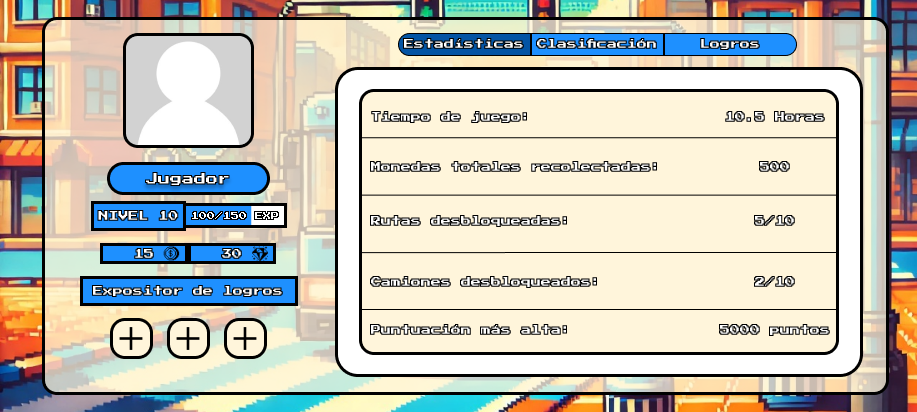 Estadísticas Clasificación Logros
Jugador
NIVEL 10 100/150 EXP
15 30
Expositor de logros
Tiempo de juego: 10.5 Horas
Monedas totales recolectadas: 500
Rutas desbloqueadas: 5/10
Camiones desbloqueados: 2/10
Puntuación más alta: 5000 puntos